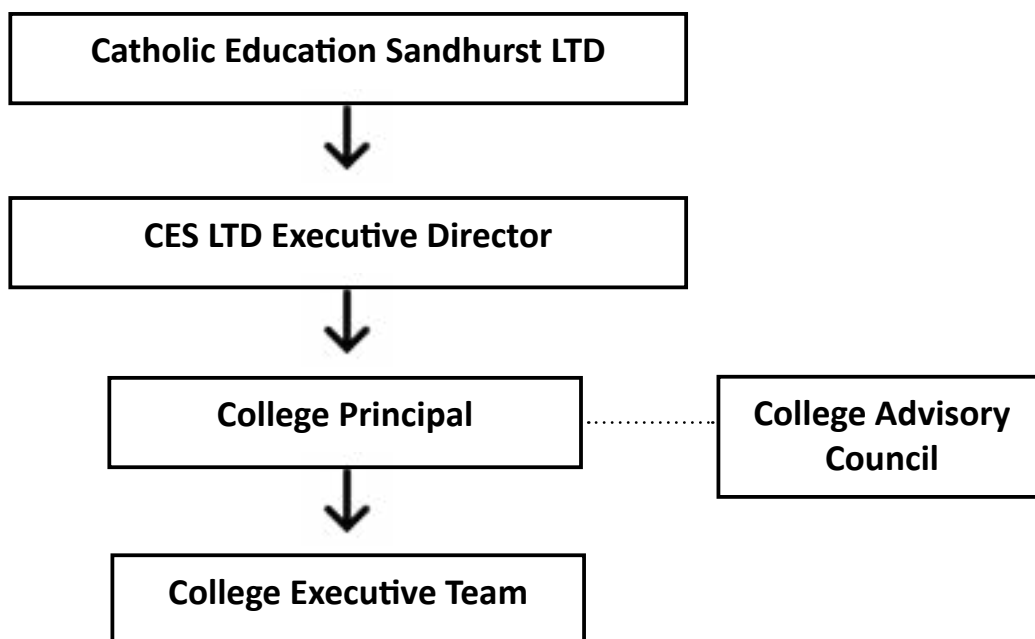 Catholic Education Sandhurst LTD
CES LTD Executive Director
College Principal
College Advisory
Council
College Executive Team